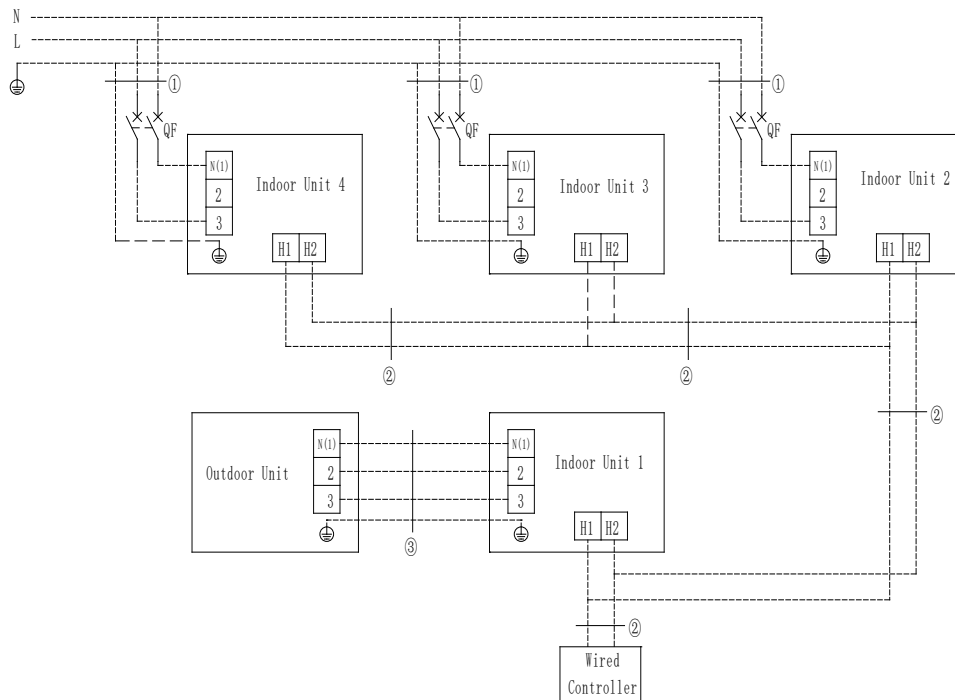 N
L
①
①
①
QF
QF
QF
Indoor Unit 4
N(1)
2
3
H1 H2
Indoor Unit 3
N(1)
2
3
H1 H2
Indoor Unit 2
N(1)
2
3
H1 H2
②
②
②
Outdoor Unit
N(1)
2
3
③
N(1)
2
3
Indoor Unit 1
H1 H2
②
Wired
Controller